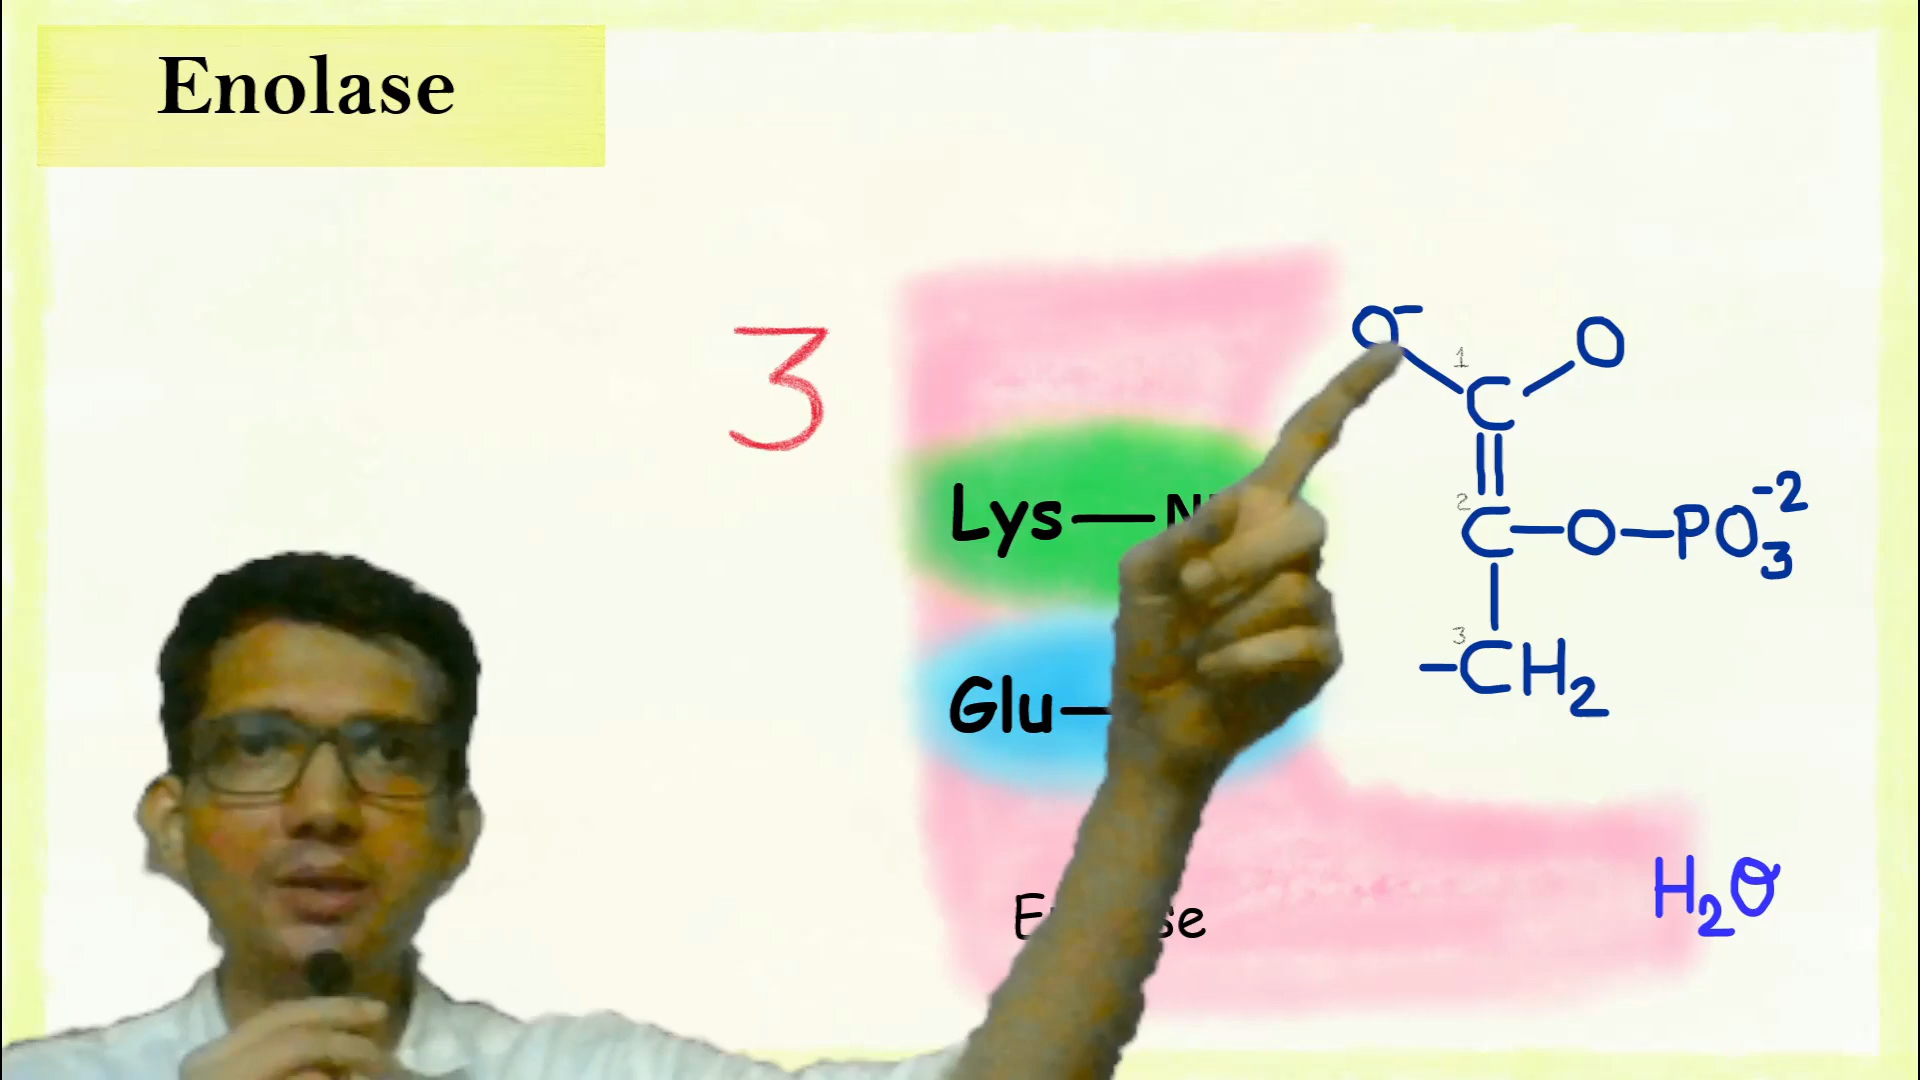 Enolase
3
O⁻ 1 O
C
Lys—N
2 C—O—PO₃⁻²
3
Glu—
-CH₂
H₂O